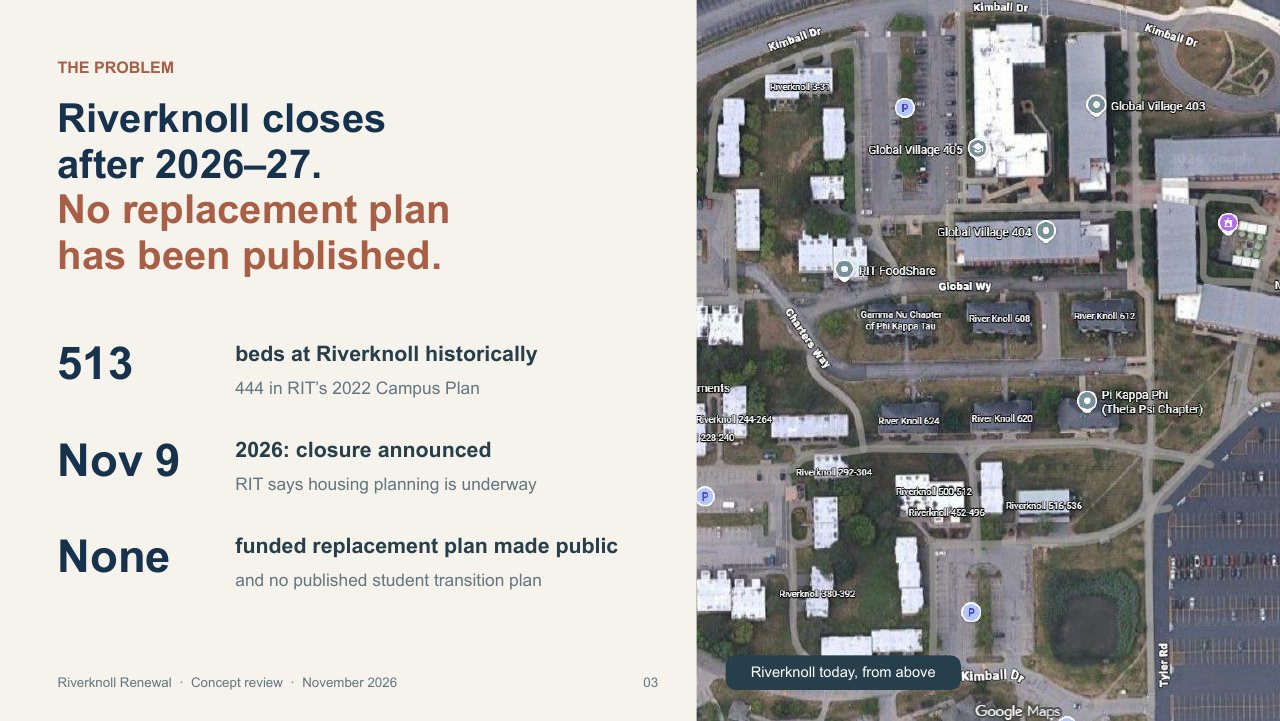 THE PROBLEM
Riverknoll closes
after 2026–27.
No replacement plan
has been published.
513
beds at Riverknoll historically
444 in RIT’s 2022 Campus Plan
Nov 9
2026: closure announced
RIT says housing planning is underway
None
funded replacement plan made public
and no published student transition plan
Riverknoll Renewal · Concept review · November 2026
03
Kimball Dr
Kimball Dr
Kimball Dr
Riverknoll 3-31
P
Global Village 403
Global Village 405
Global Village 404
RIT FoodShare
Global Wy
Gamma Nu Chapter
of Phi Kappa Tau
River Knoll 608
River Knoll 612
Charters Way
ments
Pi Kappa Phi
(Theta Psi Chapter)
Riverknoll 244-264
River Knoll 624
River Knoll 620
228-240
Riverknoll 292-304
P
Riverknoll 500-512
Riverknoll 452-496
Riverknoll 516-536
Riverknoll 380-392
P
Tyler Rd
Riverknoll today, from above
Kimball Dr
Google Maps